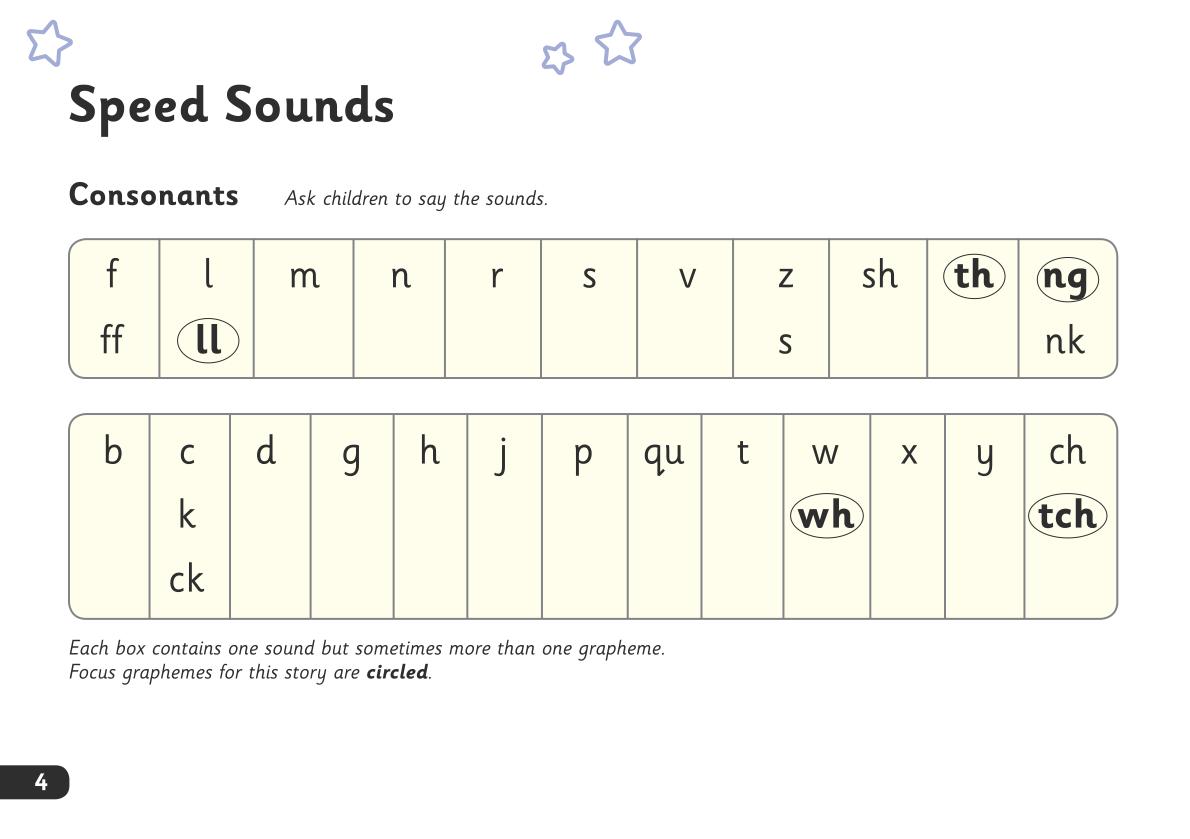 Speed Sounds
Consonants Ask children to say the sounds.
f l m n r s v z sh th ng
ff ll s nk
b c d g h j p qu t w x y ch
k wh tch
ck
Each box contains one sound but sometimes more than one grapheme.
Focus graphemes for this story are circled.
4